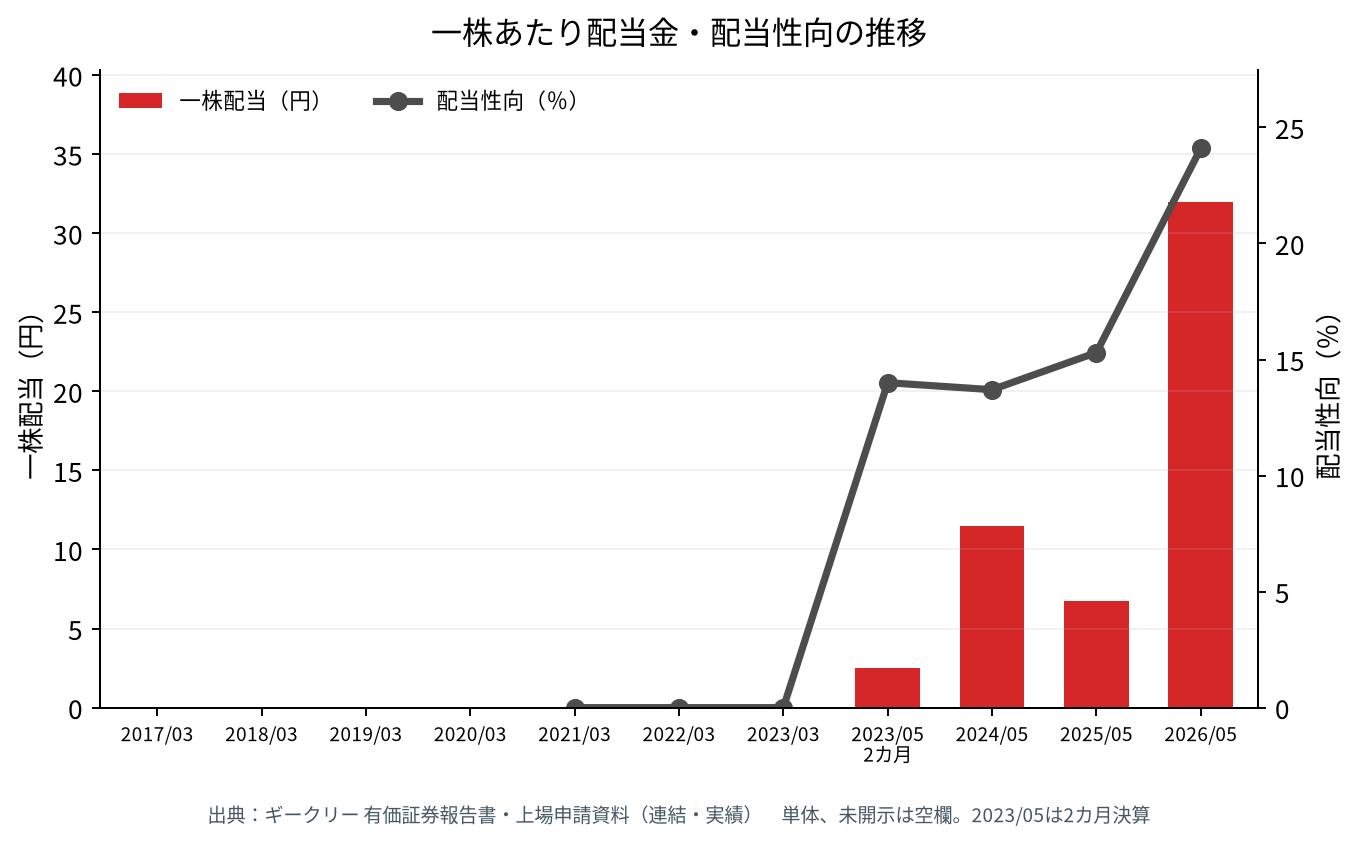 一株あたり配当金・配当性向の推移
一株配当（円） 配当性向（％）
40
35
30
25
20
15
10
5
0
一株配当（円）
25
20
15
10
5
0
配当性向（％）
2017/03 2018/03 2019/03 2020/03 2021/03 2022/03 2023/03 2023/05 2024/05 2025/05 2026/05
2カ月
出典：ギークリー 有価証券報告書・上場申請資料（連結・実績） 単体、未開示は空欄。2023/05は2カ月決算